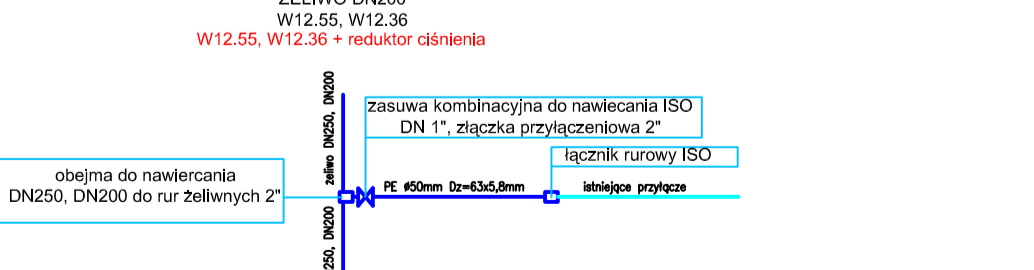 ŻELIWO DN200
W12.55, W12.36
W12.55, W12.36 + reduktor ciśnienia
żeliwo DN250, DN200
zasuwa kombinacyjna do nawiecania ISO
DN 1", złączka przyłączeniowa 2"
łącznik rurowy ISO
obejma do nawiercania
DN250, DN200 do rur żeliwnych 2"
PE ø50mm Dz=63x5,8mm
istniejące przyłącze
250, DN200